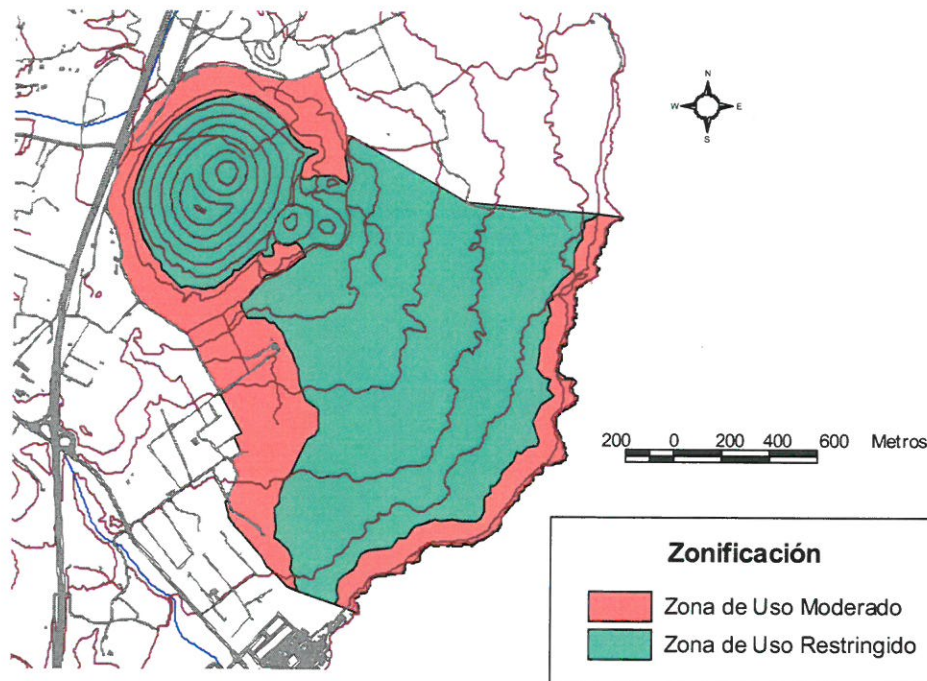 N
W E
S
200 0 200 400 600 Metros
Zonificación
Zona de Uso Moderado
Zona de Uso Restringido